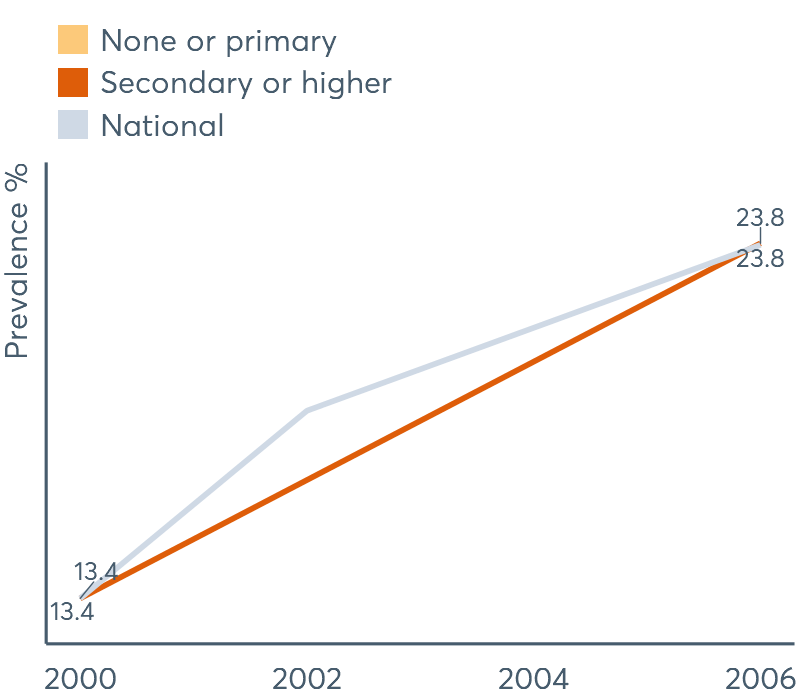 None or primary
Secondary or higher
National
Prevalence %
23.8
23.8
13.4
13.4
2000 2002 2004 2006